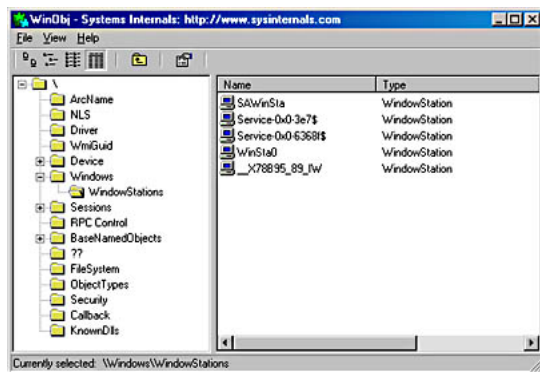 WinObj - Systems Internals: http://www.sysinternals.com
File View Help
\
ArcName
NLS
Driver
WmiGuid
Device
Windows
WindowStations
Sessions
RPC Control
BaseNamedObjects
??
FileSystem
ObjectTypes
Security
Callback
KnownDlls
Name Type
SAWinSta WindowStation
Service-0x0-3e7$ WindowStation
Service-0x0-6368f$ WindowStation
WinSta0 WindowStation
__X78B95_89_IW WindowStation
Currently selected: \Windows\WindowStations